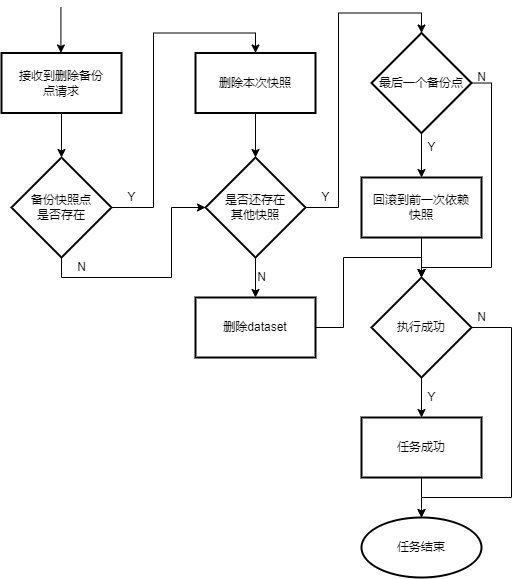 接收到删除备份
点请求
备份快照点
是否存在
Y
N
删除本次快照
是否还存在
其他快照
Y
N
删除dataset
最后一个备份点
N
Y
回滚到前一次依赖
快照
执行成功
N
Y
任务成功
任务结束